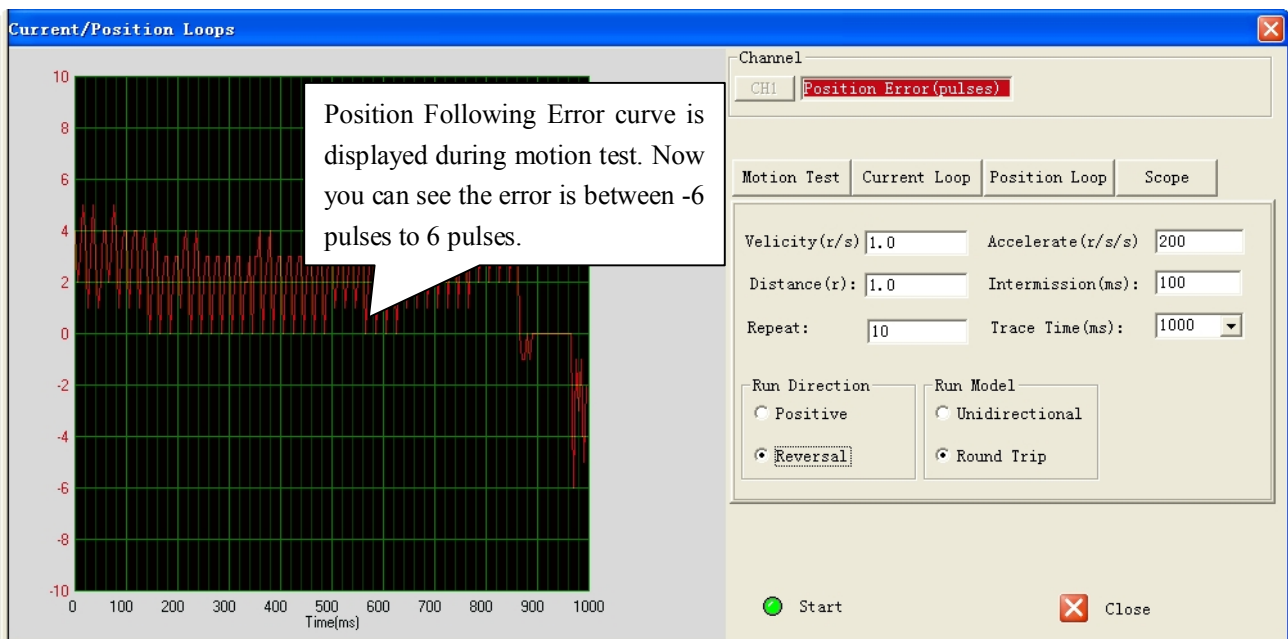 Current/Position Loops
Position Following Error curve is
displayed during motion test. Now
you can see the error is between -6
pulses to 6 pulses.
10
8
6
4
2
0
-2
-4
-6
-8
-10
0 100 200 300 400 500 600 700 800 900 1000
Time(ms)
Channel
CH1 Position Error(pulses)
Motion Test Current Loop Position Loop Scope
Velicity(r/s) 1.0 Accelerate(r/s/s) 200
Distance(r): 1.0 Intermission(ms): 100
Repeat: 10 Trace Time(ms): 1000
Run Direction Run Model
Positive Unidirectional
Reversal Round Trip
Start Close